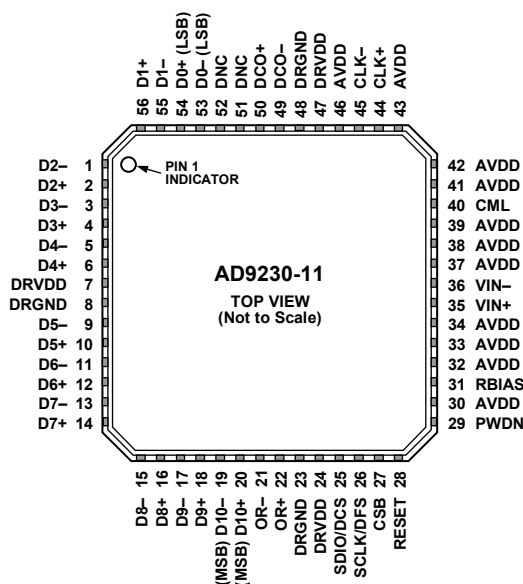 56 D1+
55 D1–
54 D0+ (LSB)
53 D0– (LSB)
52 DNC
51 DNC
50 DCO+
49 DCO–
48 DRGND
47 DRVDD
46 AVDD
45 CLK–
44 CLK+
43 AVDD
D2– 1
D2+ 2
D3– 3
D3+ 4
D4– 5
D4+ 6
DRVDD 7
DRGND 8
D5– 9
D5+ 10
D6– 11
D6+ 12
D7– 13
D7+ 14
PIN 1
INDICATOR
AD9230-11
TOP VIEW
(Not to Scale)
42 AVDD
41 AVDD
40 CML
39 AVDD
38 AVDD
37 AVDD
36 VIN–
35 VIN+
34 AVDD
33 AVDD
32 AVDD
31 RBIAS
30 AVDD
29 PWDN
D8– 15
D8+ 16
D9– 17
D9+ 18
(MSB) D10– 19
(MSB) D10+ 20
OR– 21
OR+ 22
DRGND 23
DRVDD 24
SDIO/DCS 25
SCLK/DFS 26
CSB 27
RESET 28